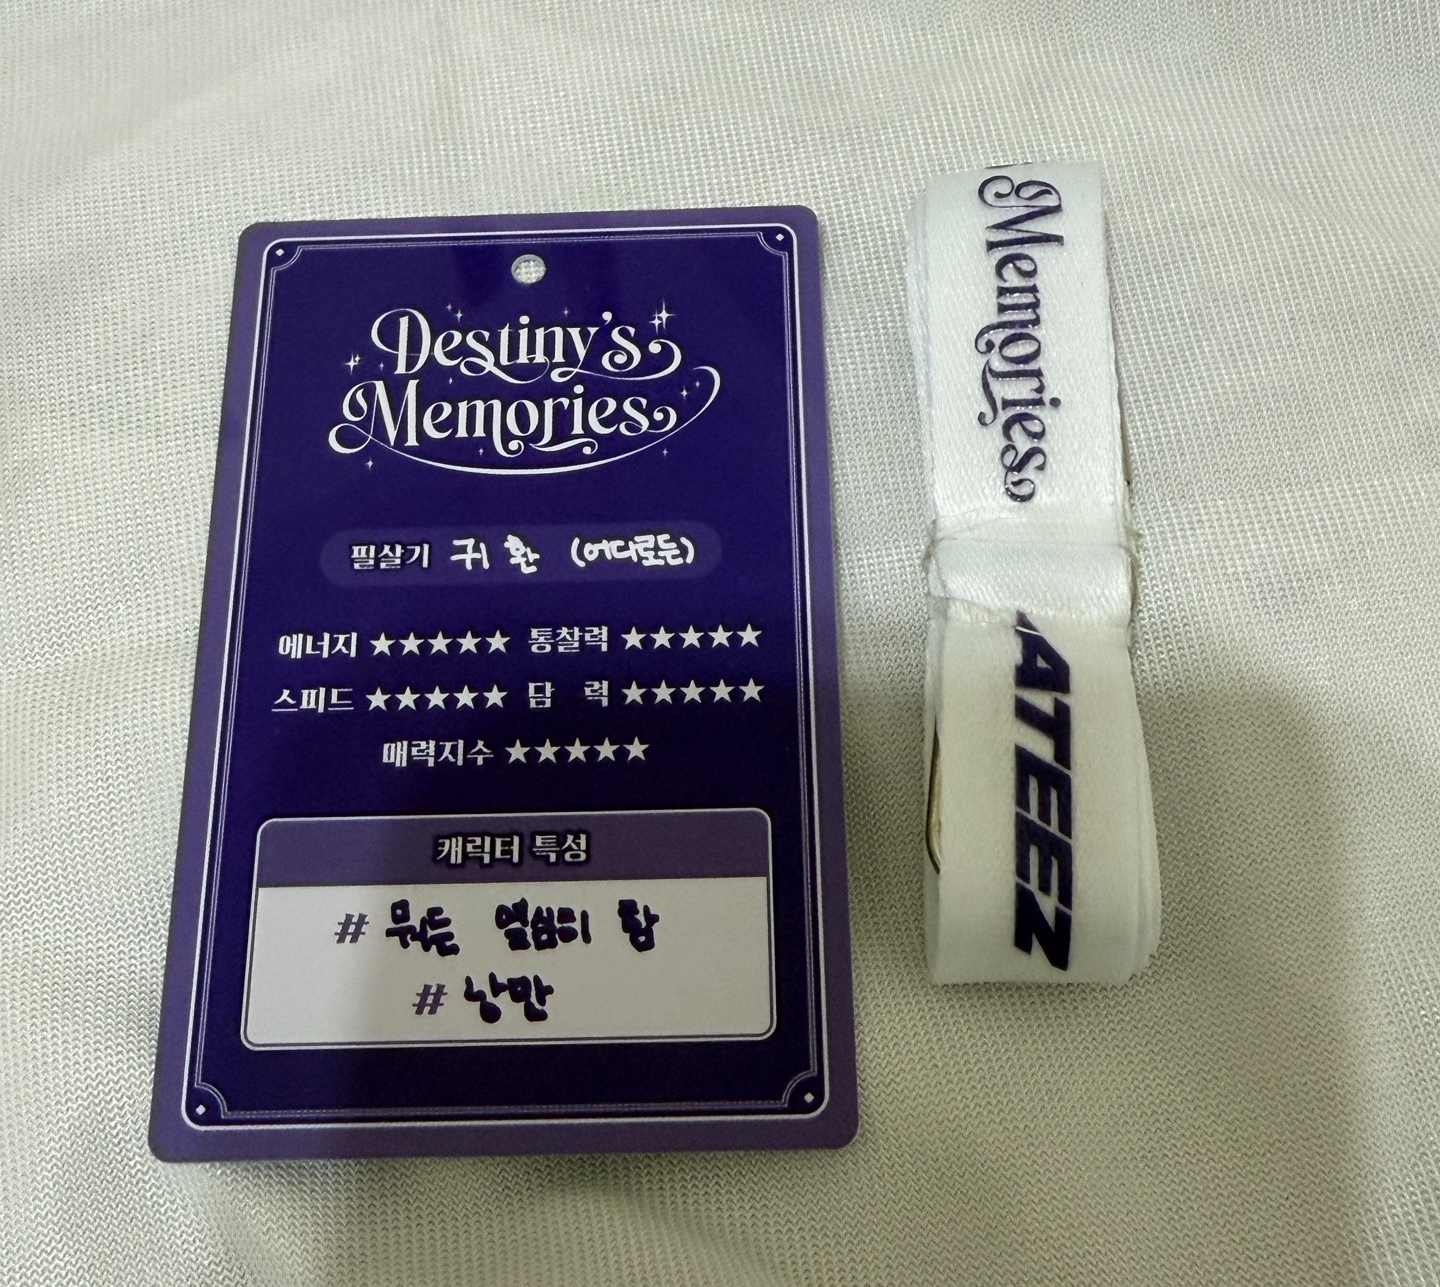 Destiny's
Memories
필살기 귀환 (어디로든)
에너지 ★★★★★ 통찰력 ★★★★★
스피드 ★★★★★ 담 력 ★★★★★
매력지수 ★★★★★
캐릭터 특성
# 뭐든 열심히 함
# 낭만
Memories
ATEEZ